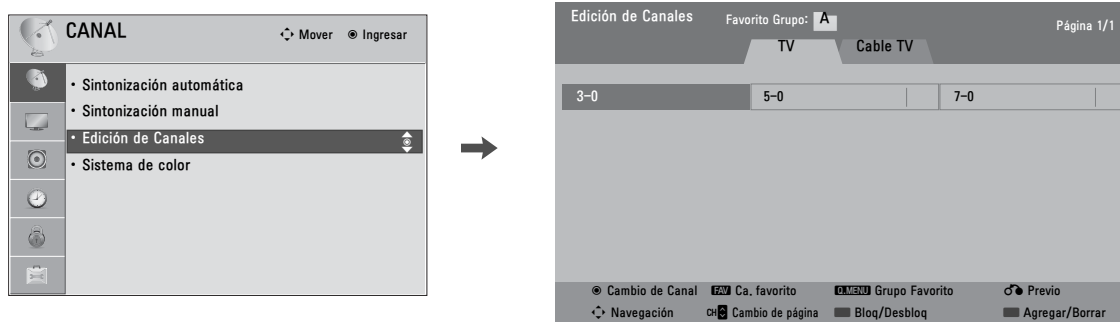 CANAL
Mover
Ingresar
• Sintonización automática
• Sintonización manual
• Edición de Canales
• Sistema de color
Edición de Canales
Favorito Grupo: A
Página 1/1
TV
Cable TV
3-0
5-0
7-0
Cambio de Canal
FAV Ca. favorito
Q.MENU Grupo Favorito
Previo
Navegación
CH Cambio de página
Bloq/Desbloq
Agregar/Borrar